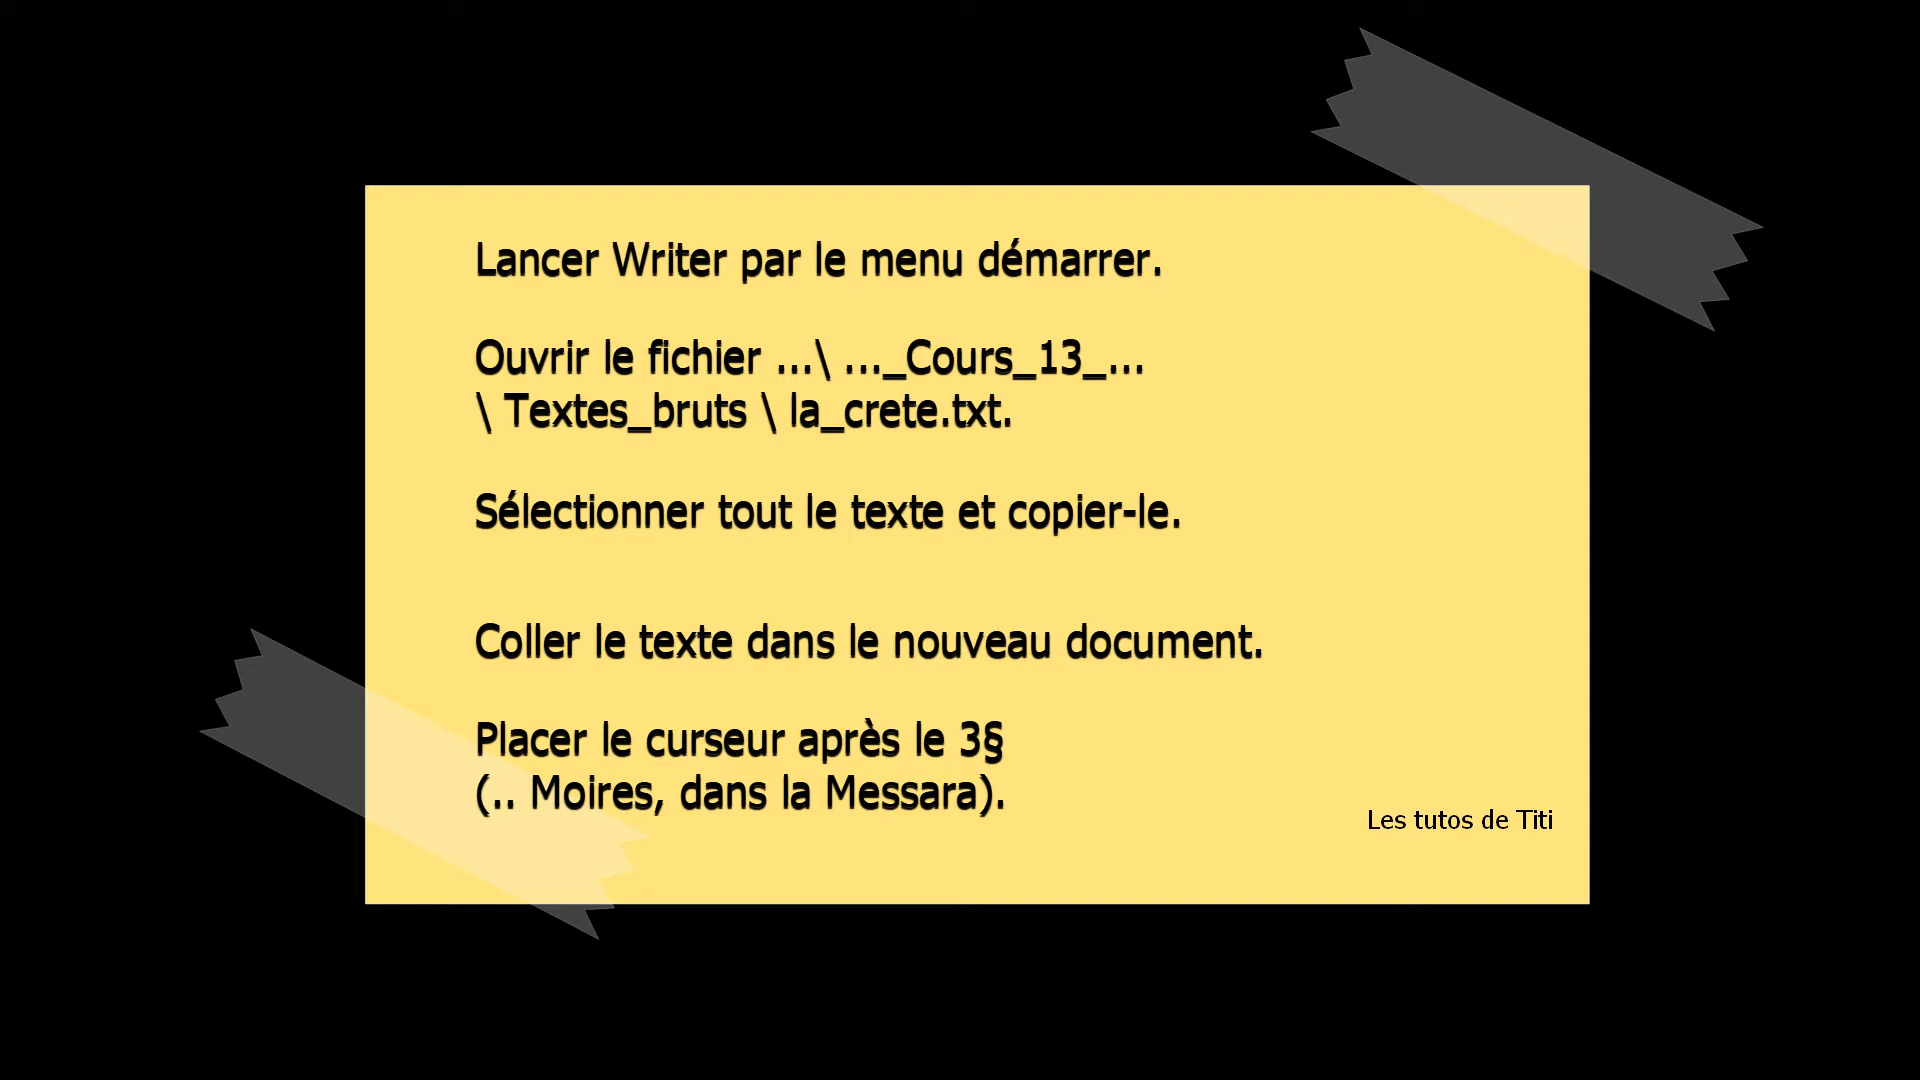 Lancer Writer par le menu démarrer.
Ouvrir le fichier ...\ ..._Cours_13_...
\ Textes_bruts \ la_crete.txt.
Sélectionner tout le texte et copier-le.
Coller le texte dans le nouveau document.
Placer le curseur après le 3§
(.. Moires, dans la Messara).
Les tutos de Titi